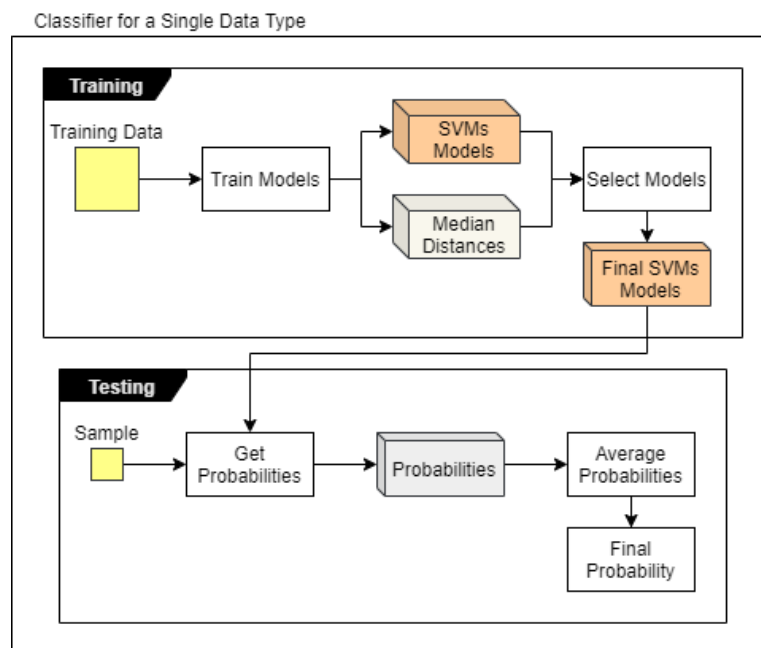 Classifier for a Single Data Type
Training
Training Data
Train Models
SVMs
Models
Median
Distances
Select Models
Final SVMs
Models
Testing
Sample
Get
Probabilities
Probabilities
Average
Probabilities
Final
Probability